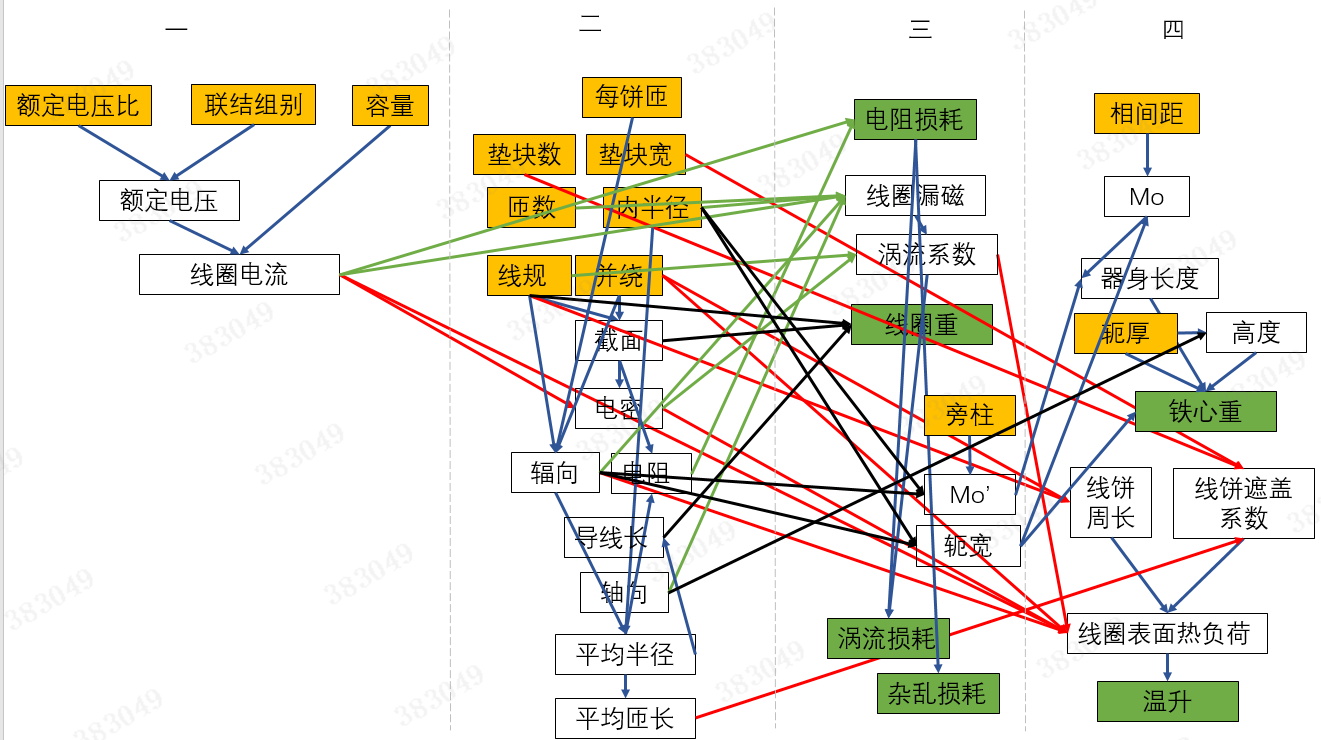 一
二
三
四
额定电压比
联结组别
容量
额定电压
线圈电流
每饼匝
垫块数
垫块宽
匝数
内半径
线规
并绕
截面
电密
辐向
电阻
导线长
轴向
平均半径
平均匝长
电阻损耗
线圈漏磁
涡流系数
线圈重
旁柱
Mo'
轭宽
涡流损耗
杂乱损耗
相间距
Mo
器身长度
轭厚
高度
铁心重
线饼
周长
线饼遮盖
系数
线圈表面热负荷
温升
383049